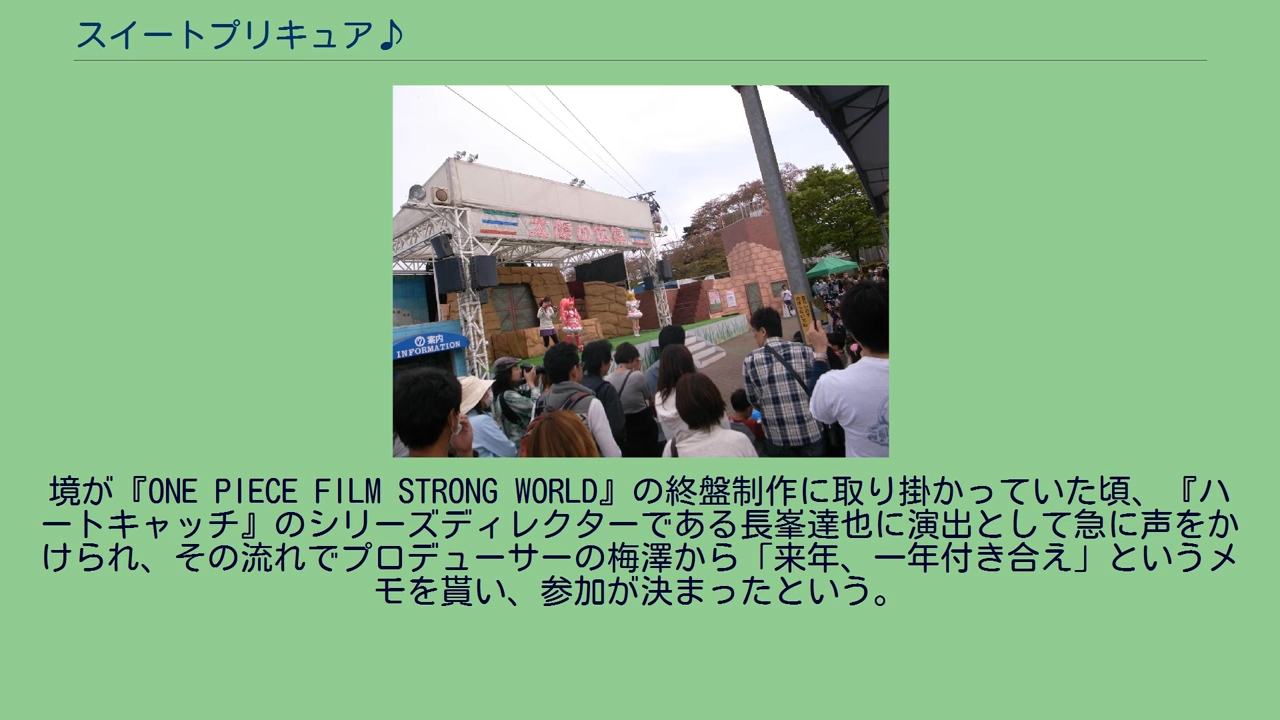 スイートプリキュア♪
案内
INFORMATION
境が『ONE PIECE FILM STRONG WORLD』の終盤制作に取り掛かっていた頃、『ハ
ートキャッチ』のシリーズディレクターである長峯達也に演出として急に声をか
けられ、その流れでプロデューサーの梅澤から「来年、一年付き合え」というメ
モを貰い、参加が決まったという。